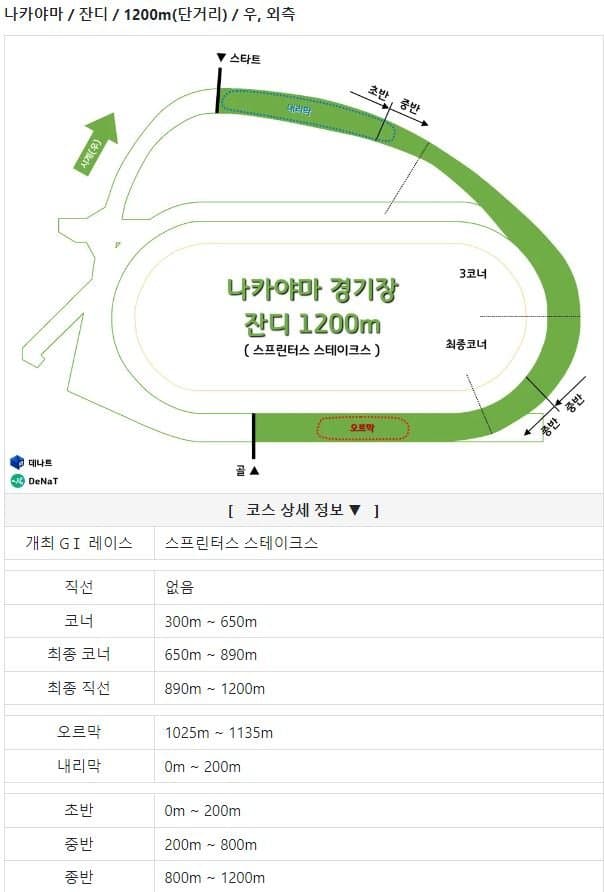 나카야마 / 잔디 / 1200m(단거리) / 우, 외측
▼ 스타트
초반
중반
내리막
시계(우)
3코너
나카야마 경기장
잔디 1200m
( 스프린터스 스테이크스 )
최종코너
중반
종반
오르막
골 ▲
데나트
DeNaT
[ 코스 상세 정보 ▼ ]
개최 GⅠ 레이스 스프린터스 스테이크스
직선 없음
코너 300m ~ 650m
최종 코너 650m ~ 890m
최종 직선 890m ~ 1200m
오르막 1025m ~ 1135m
내리막 0m ~ 200m
초반 0m ~ 200m
중반 200m ~ 800m
종반 800m ~ 1200m